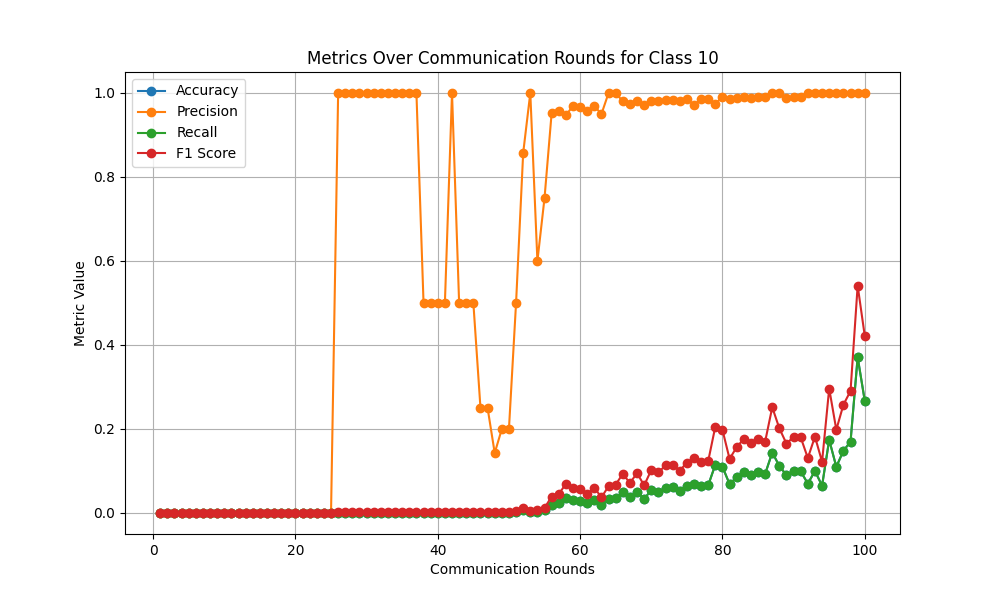 Metrics Over Communication Rounds for Class 10
Accuracy
Precision
Recall
F1 Score
Metric Value
1.0
0.8
0.6
0.4
0.2
0.0
0 20 40 60 80 100
Communication Rounds